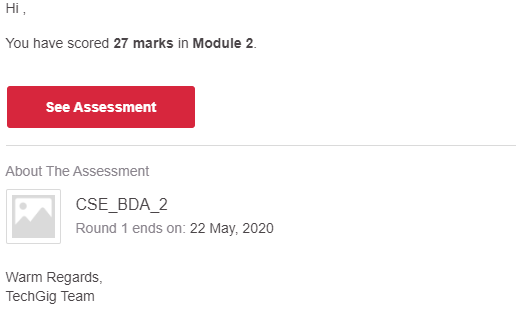 Hi ,
You have scored 27 marks in Module 2.
See Assessment
About The Assessment
CSE_BDA_2
Round 1 ends on: 22 May, 2020
Warm Regards,
TechGig Team